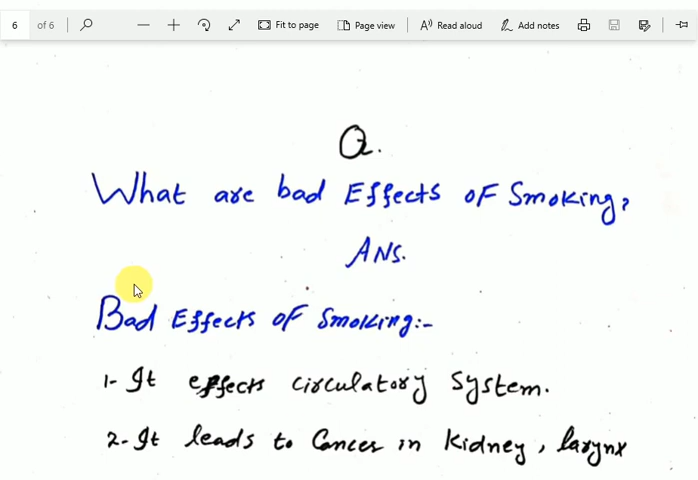 6 of 6 Fit to page Page view Read aloud Add notes
Q.
What are bad Effects of Smoking?
ANS.
Bad Effects of Smoking:-
1- It effects circulatory system.
2- It leads to Cancer in Kidney, larynx